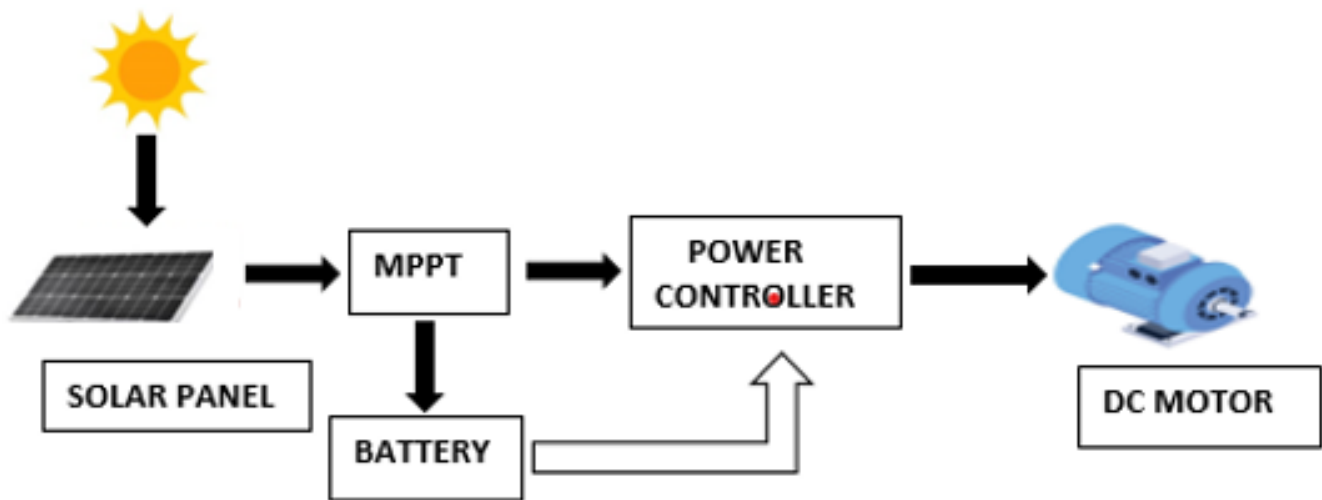 MPPT
POWER
CONTROLLER
SOLAR PANEL
BATTERY
DC MOTOR